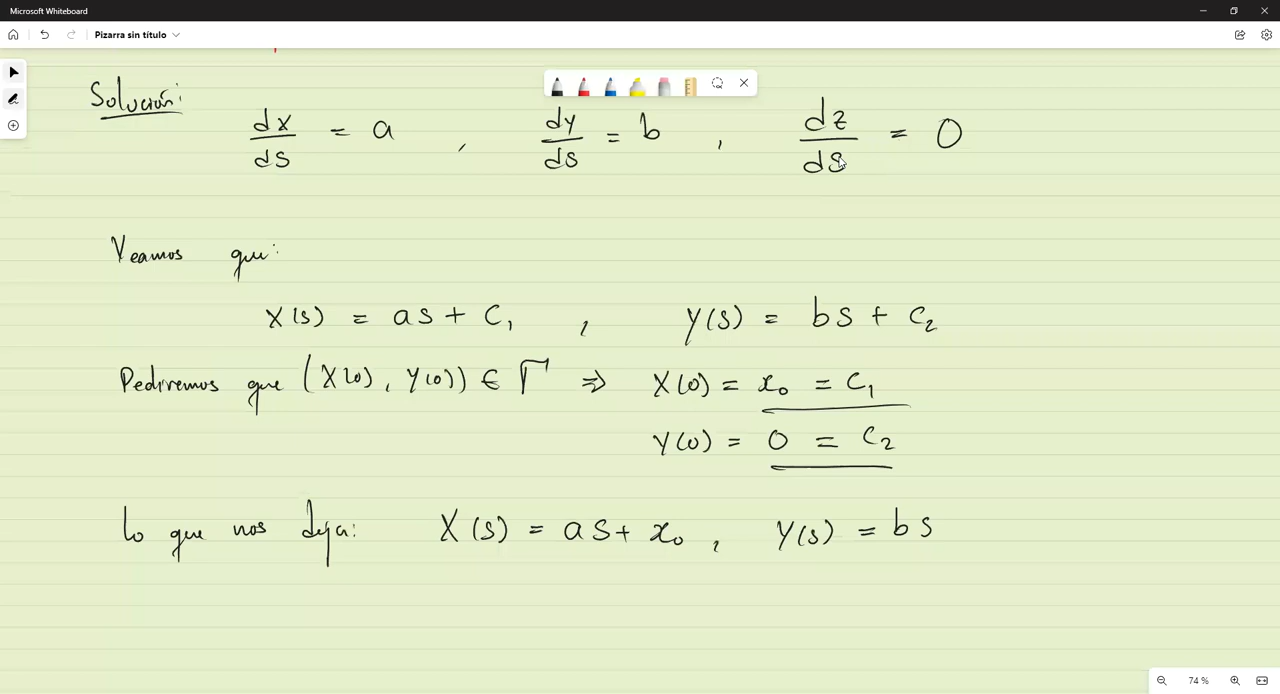 Microsoft Whiteboard
Pizarra sin título
Solución:
dx/ds = a , dy/ds = b , dz/ds = 0
Veamos que:
X(s) = as + C₁ , Y(s) = bs + C₂
Pediremos que (X(0), Y(0)) ∈ Γ ⇒ X(0) = x₀ = C₁
Y(0) = 0 = C₂
Lo que nos deja: X(s) = as + x₀ , Y(s) = bs
74 %